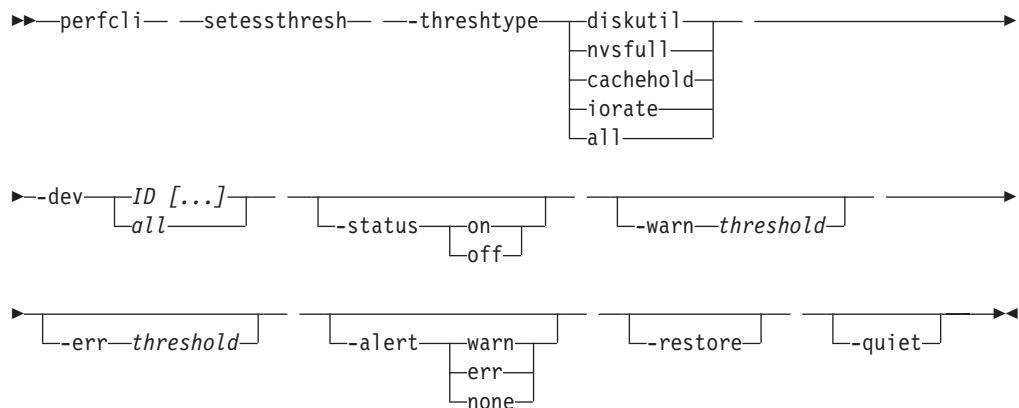 perfcli setessthresh -threshtype diskutil
nvsfull
cachehold
iorate
all
-dev ID [...] -status on -warn threshold
all off
-err threshold -alert warn -restore -quiet
err
none